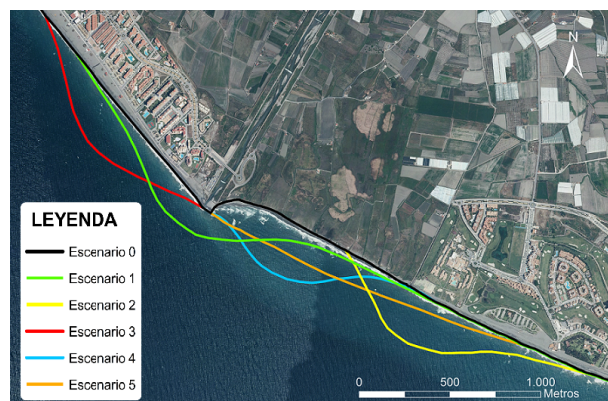 N
LEYENDA
Escenario 0
Escenario 1
Escenario 2
Escenario 3
Escenario 4
Escenario 5
0 500 1.000
Metros